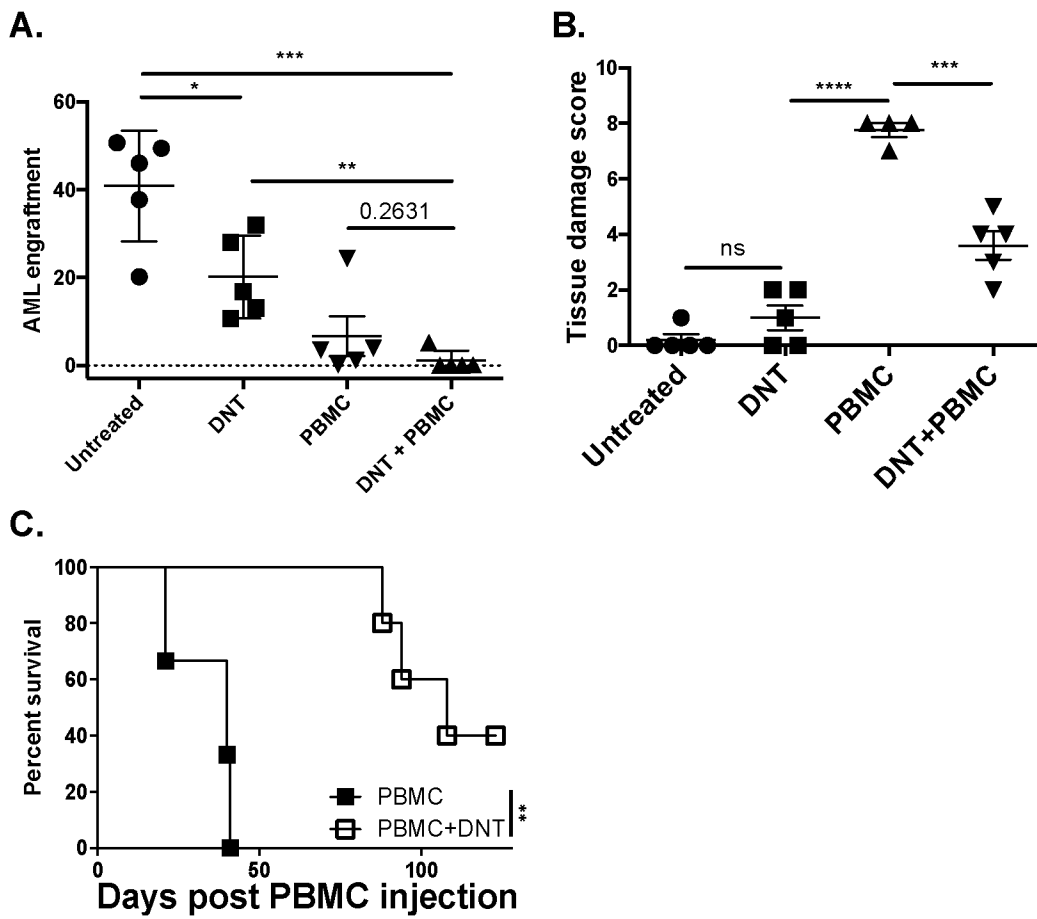 A.
***
*
**
0.2631
60
40
20
0
AML engraftment
Untreated
DNT
PBMC
DNT + PBMC
B.
****
***
ns
10
8
6
4
2
0
Tissue damage score
Untreated
DNT
PBMC
DNT+PBMC
C.
100
80
60
40
20
0
Percent survival
PBMC
PBMC+DNT
**
0 50 100
Days post PBMC injection